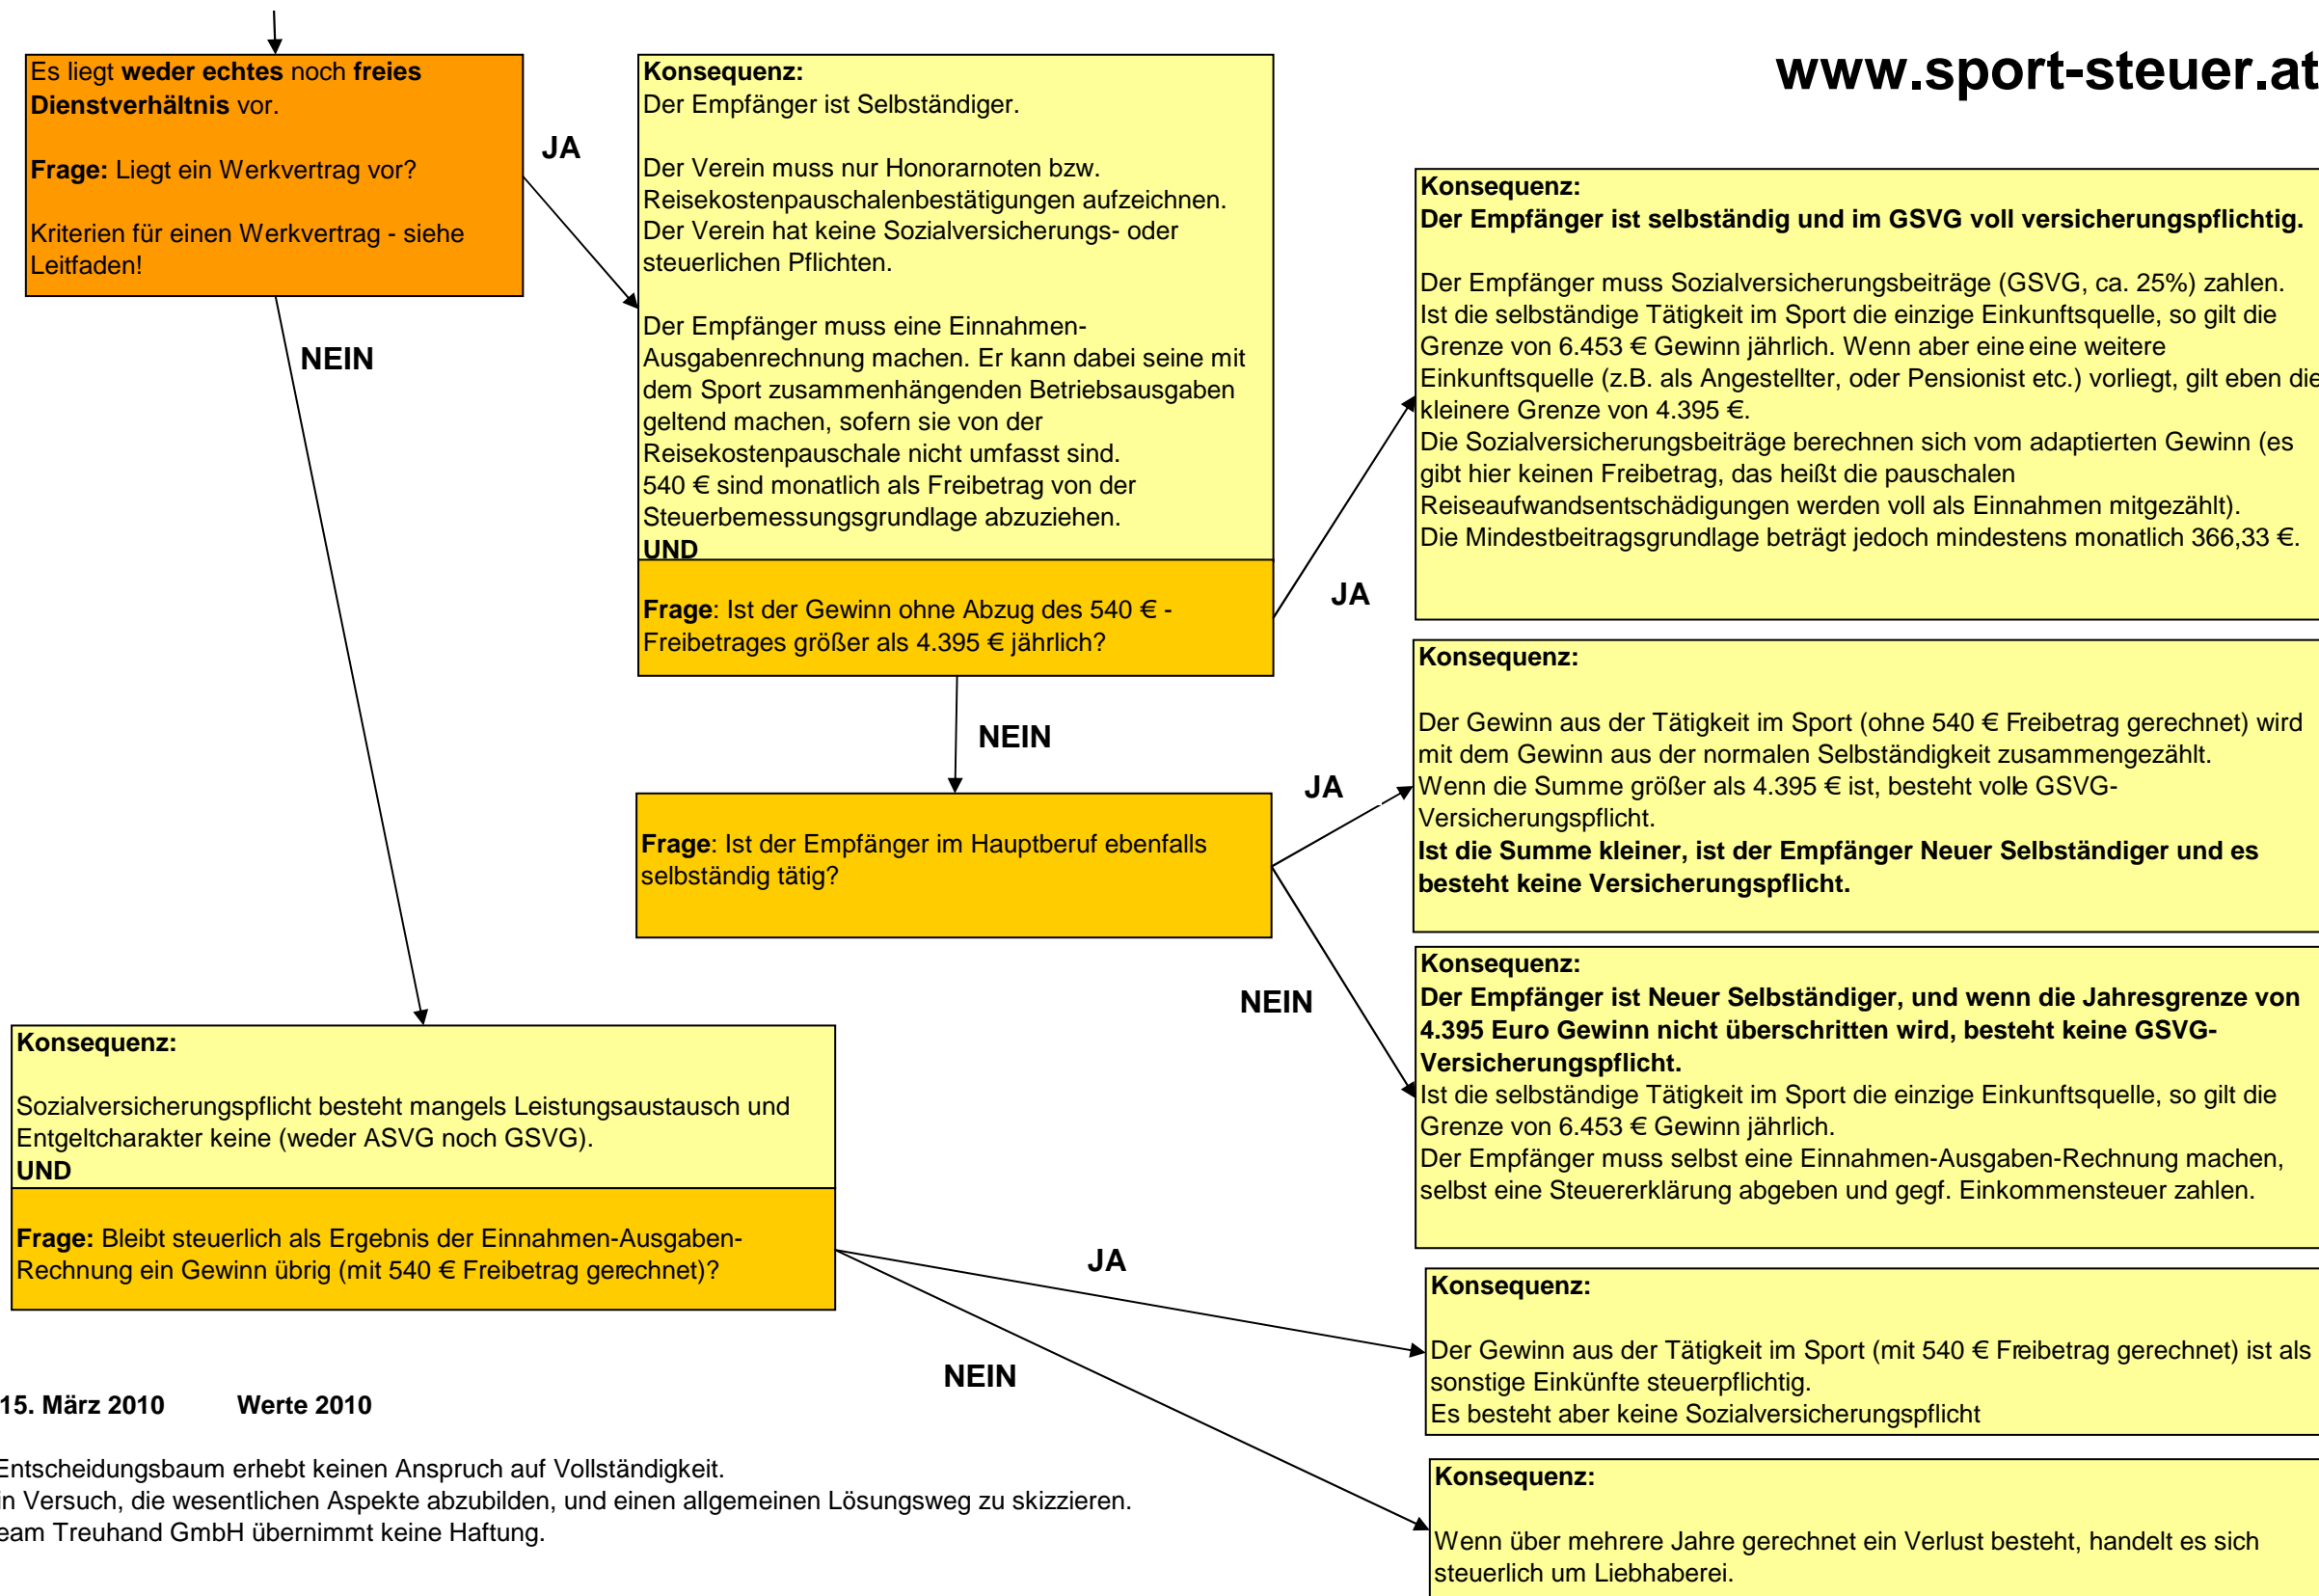 www.sport-steuer.at
Es liegt weder echtes noch freies
Dienstverhältnis vor.
Frage: Liegt ein Werkvertrag vor?
Kriterien für einen Werkvertrag - siehe
Leitfaden!
JA
NEIN
Konsequenz:
Der Empfänger ist Selbständiger.
Der Verein muss nur Honorarnoten bzw.
Reisekostenpauschalenbestätigungen aufzeichnen.
Der Verein hat keine Sozialversicherungs- oder
steuerlichen Pflichten.
Der Empfänger muss eine Einnahmen-
Ausgabenrechnung machen. Er kann dabei seine mit
dem Sport zusammenhängenden Betriebsausgaben
geltend machen, sofern sie von der
Reisekostenpauschale nicht umfasst sind.
540 € sind monatlich als Freibetrag von der
Steuerbemessungsgrundlage abzuziehen.
UND
Frage: Ist der Gewinn ohne Abzug des 540 € -
Freibetrages größer als 4.395 € jährlich?
JA
NEIN
Konsequenz:
Der Empfänger ist selbständig und im GSVG voll versicherungspflichtig.
Der Empfänger muss Sozialversicherungsbeiträge (GSVG, ca. 25%) zahlen.
Ist die selbständige Tätigkeit im Sport die einzige Einkunftsquelle, so gilt die
Grenze von 6.453 € Gewinn jährlich. Wenn aber eine eine weitere
Einkunftsquelle (z.B. als Angestellter, oder Pensionist etc.) vorliegt, gilt eben die
kleinere Grenze von 4.395 €.
Die Sozialversicherungsbeiträge berechnen sich vom adaptierten Gewinn (es
gibt hier keinen Freibetrag, das heißt die pauschalen
Reiseaufwandsentschädigungen werden voll als Einnahmen mitgezählt).
Die Mindestbeitragsgrundlage beträgt jedoch mindestens monatlich 366,33 €.
Frage: Ist der Empfänger im Hauptberuf ebenfalls
selbständig tätig?
JA
NEIN
Konsequenz:
Der Gewinn aus der Tätigkeit im Sport (ohne 540 € Freibetrag gerechnet) wird
mit dem Gewinn aus der normalen Selbständigkeit zusammengezählt.
Wenn die Summe größer als 4.395 € ist, besteht volle GSVG-
Versicherungspflicht.
Ist die Summe kleiner, ist der Empfänger Neuer Selbständiger und es
besteht keine Versicherungspflicht.
Konsequenz:
Der Empfänger ist Neuer Selbständiger, und wenn die Jahresgrenze von
4.395 Euro Gewinn nicht überschritten wird, besteht keine GSVG-
Versicherungspflicht.
Ist die selbständige Tätigkeit im Sport die einzige Einkunftsquelle, so gilt die
Grenze von 6.453 € Gewinn jährlich.
Der Empfänger muss selbst eine Einnahmen-Ausgaben-Rechnung machen,
selbst eine Steuererklärung abgeben und gegf. Einkommensteuer zahlen.
Konsequenz:
Sozialversicherungspflicht besteht mangels Leistungsaustausch und
Entgeltcharakter keine (weder ASVG noch GSVG).
UND
Frage: Bleibt steuerlich als Ergebnis der Einnahmen-Ausgaben-
Rechnung ein Gewinn übrig (mit 540 € Freibetrag gerechnet)?
JA
NEIN
Konsequenz:
Der Gewinn aus der Tätigkeit im Sport (mit 540 € Freibetrag gerechnet) ist als
sonstige Einkünfte steuerpflichtig.
Es besteht aber keine Sozialversicherungspflicht
Konsequenz:
Wenn über mehrere Jahre gerechnet ein Verlust besteht, handelt es sich
steuerlich um Liebhaberei.
15. März 2010 Werte 2010
Entscheidungsbaum erhebt keinen Anspruch auf Vollständigkeit.
in Versuch, die wesentlichen Aspekte abzubilden, und einen allgemeinen Lösungsweg zu skizzieren.
eam Treuhand GmbH übernimmt keine Haftung.